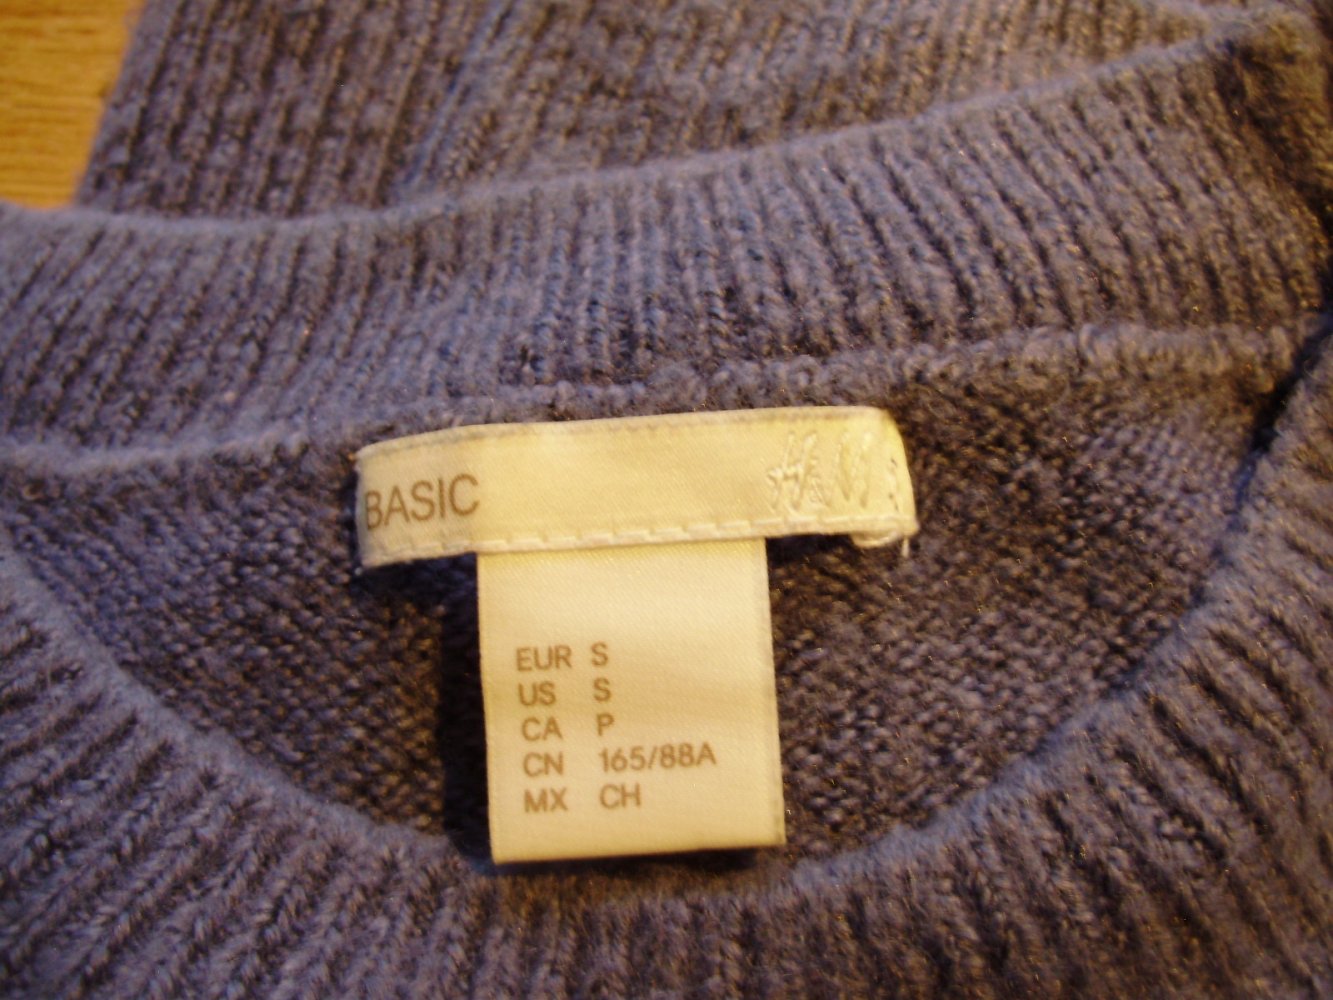 BASIC H&M
EUR S
US S
CA P
CN 165/88A
MX CH